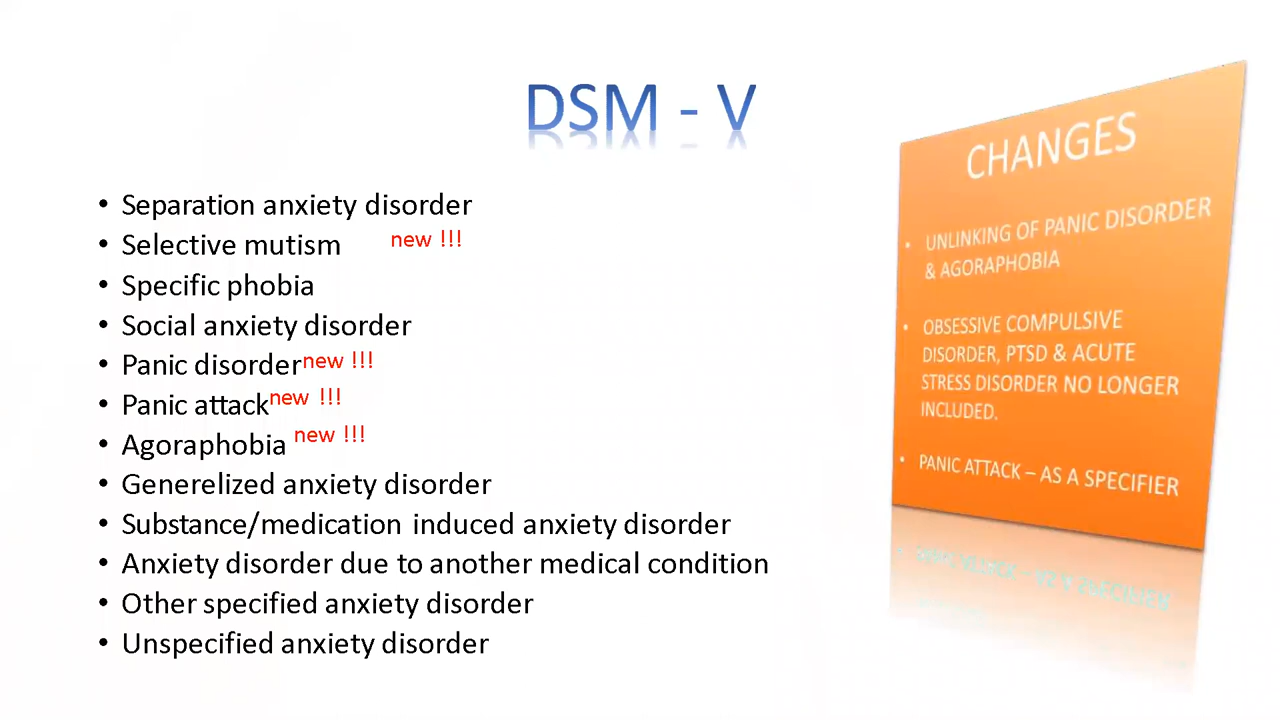 DSM - V
• Separation anxiety disorder
• Selective mutism new !!!
• Specific phobia
• Social anxiety disorder
• Panic disorder new !!!
• Panic attack new !!!
• Agoraphobia new !!!
• Generelized anxiety disorder
• Substance/medication induced anxiety disorder
• Anxiety disorder due to another medical condition
• Other specified anxiety disorder
• Unspecified anxiety disorder
CHANGES
• UNLINKING OF PANIC DISORDER
& AGORAPHOBIA
• OBSESSIVE COMPULSIVE
DISORDER, PTSD & ACUTE
STRESS DISORDER NO LONGER
INCLUDED.
• PANIC ATTACK – AS A SPECIFIER